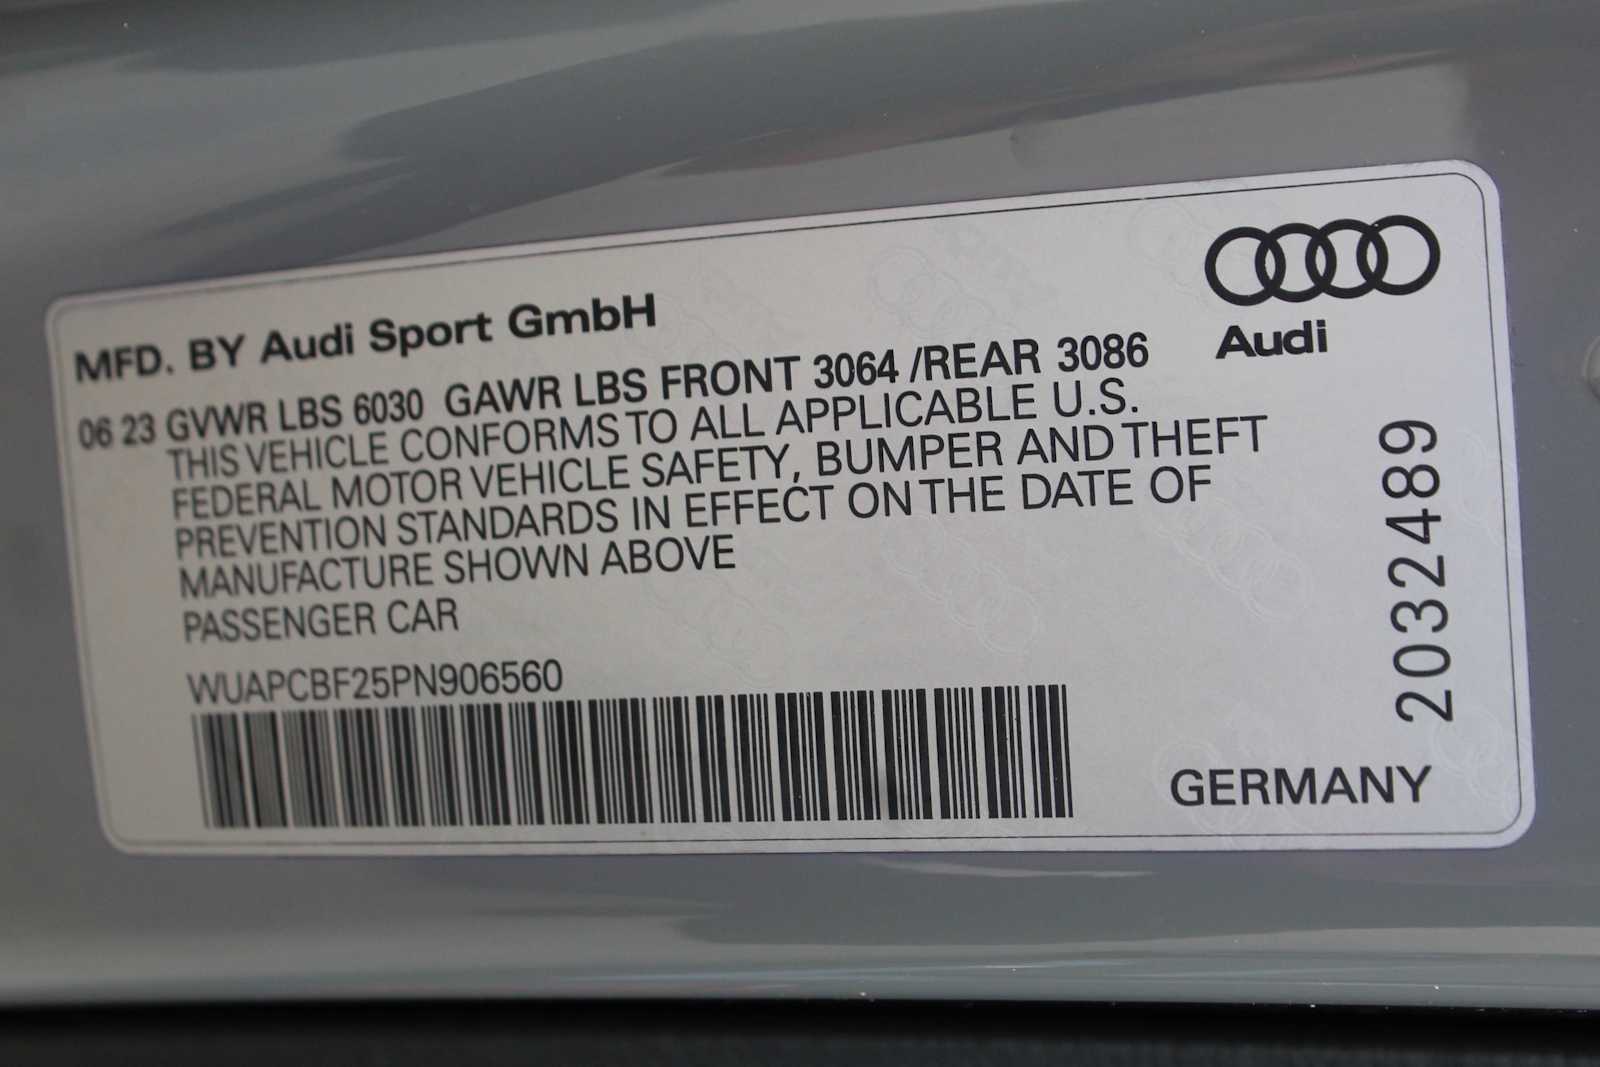 MFD. BY Audi Sport GmbH
06 23 GVWR LBS 6030 GAWR LBS FRONT 3064 /REAR 3086
THIS VEHICLE CONFORMS TO ALL APPLICABLE U.S.
FEDERAL MOTOR VEHICLE SAFETY, BUMPER AND THEFT
PREVENTION STANDARDS IN EFFECT ON THE DATE OF
MANUFACTURE SHOWN ABOVE
PASSENGER CAR
WUAPCBF25PN906560
Audi
2032489
GERMANY